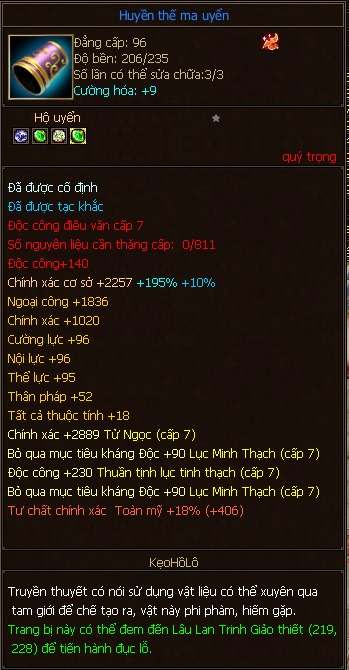 Huyền thế ma uyển
Đẳng cấp: 96
Độ bền: 206/235
Số lần có thể sửa chữa:3/3
Cường hóa: +9
Hộ uyển
quý trọng
Đã được cố định
Đã được tạc khắc
Độc công điêu văn cấp 7
Số nguyên liệu cần thăng cấp: 0/811
Độc công+140
Chính xác cơ sở +2257 +195% +10%
Ngoại công +1836
Chính xác +1020
Cường lực +96
Nội lực +96
Thể lực +95
Thân pháp +52
Tất cả thuộc tính +18
Chính xác +2889 Tử Ngọc (cấp 7)
Bỏ qua mục tiêu kháng Độc +90 Lục Minh Thạch (cấp 7)
Độc công +230 Thuần tịnh lục tinh thạch (cấp 7)
Bỏ qua mục tiêu kháng Độc +90 Lục Minh Thạch (cấp 7)
Tư chất chính xác Toàn mỹ +18% (+406)
KẹoHồLô
Truyền thuyết có nói sử dụng vật liệu có thể xuyên qua
tam giới để chế tạo ra, vật này phi phàm, hiếm gặp.
Trang bị này có thể đem đến Lâu Lan Trinh Giảo thiết (219,
228) để tiến hành đục lỗ.